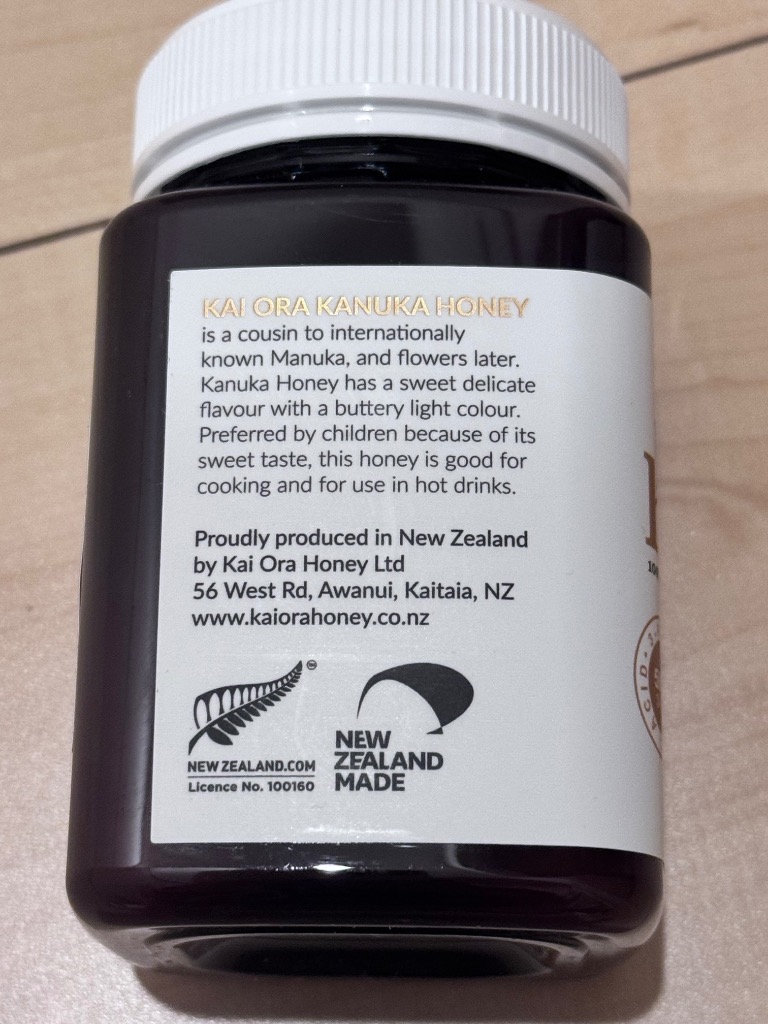 KAI ORA KANUKA HONEY
is a cousin to internationally
known Manuka, and flowers later.
Kanuka Honey has a sweet delicate
flavour with a buttery light colour.
Preferred by children because of its
sweet taste, this honey is good for
cooking and for use in hot drinks.
Proudly produced in New Zealand
by Kai Ora Honey Ltd
56 West Rd, Awanui, Kaitaia, NZ
www.kaiorahoney.co.nz
NEWZEALAND.COM
Licence No. 100160
NEW
ZEALAND
MADE